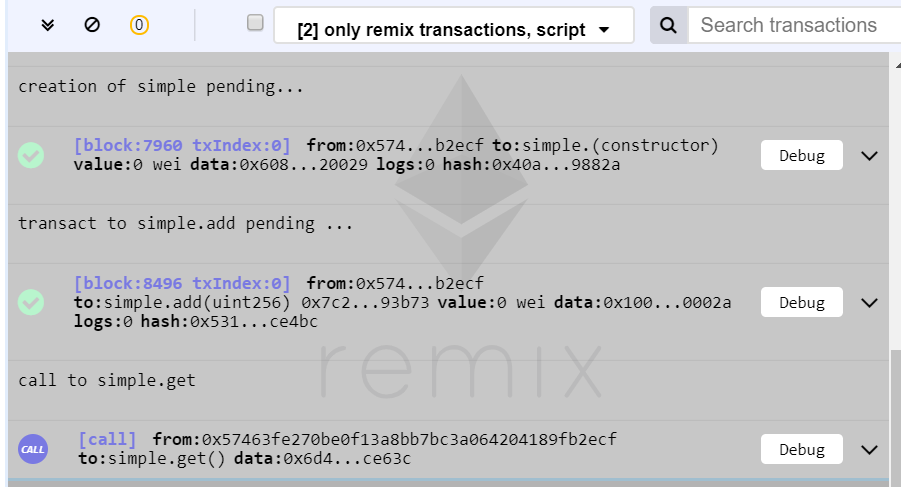 0
[2] only remix transactions, script
Search transactions
creation of simple pending...
[block:7960 txIndex:0] from:0x574...b2ecf to:simple.(constructor)
value:0 wei data:0x608...20029 logs:0 hash:0x40a...9882a
Debug
transact to simple.add pending ...
[block:8496 txIndex:0] from:0x574...b2ecf
to:simple.add(uint256) 0x7c2...93b73 value:0 wei data:0x100...0002a
logs:0 hash:0x531...ce4bc
Debug
remix
call to simple.get
CALL
[call] from:0x57463fe270be0f13a8bb7bc3a064204189fb2ecf
to:simple.get() data:0x6d4...ce63c
Debug